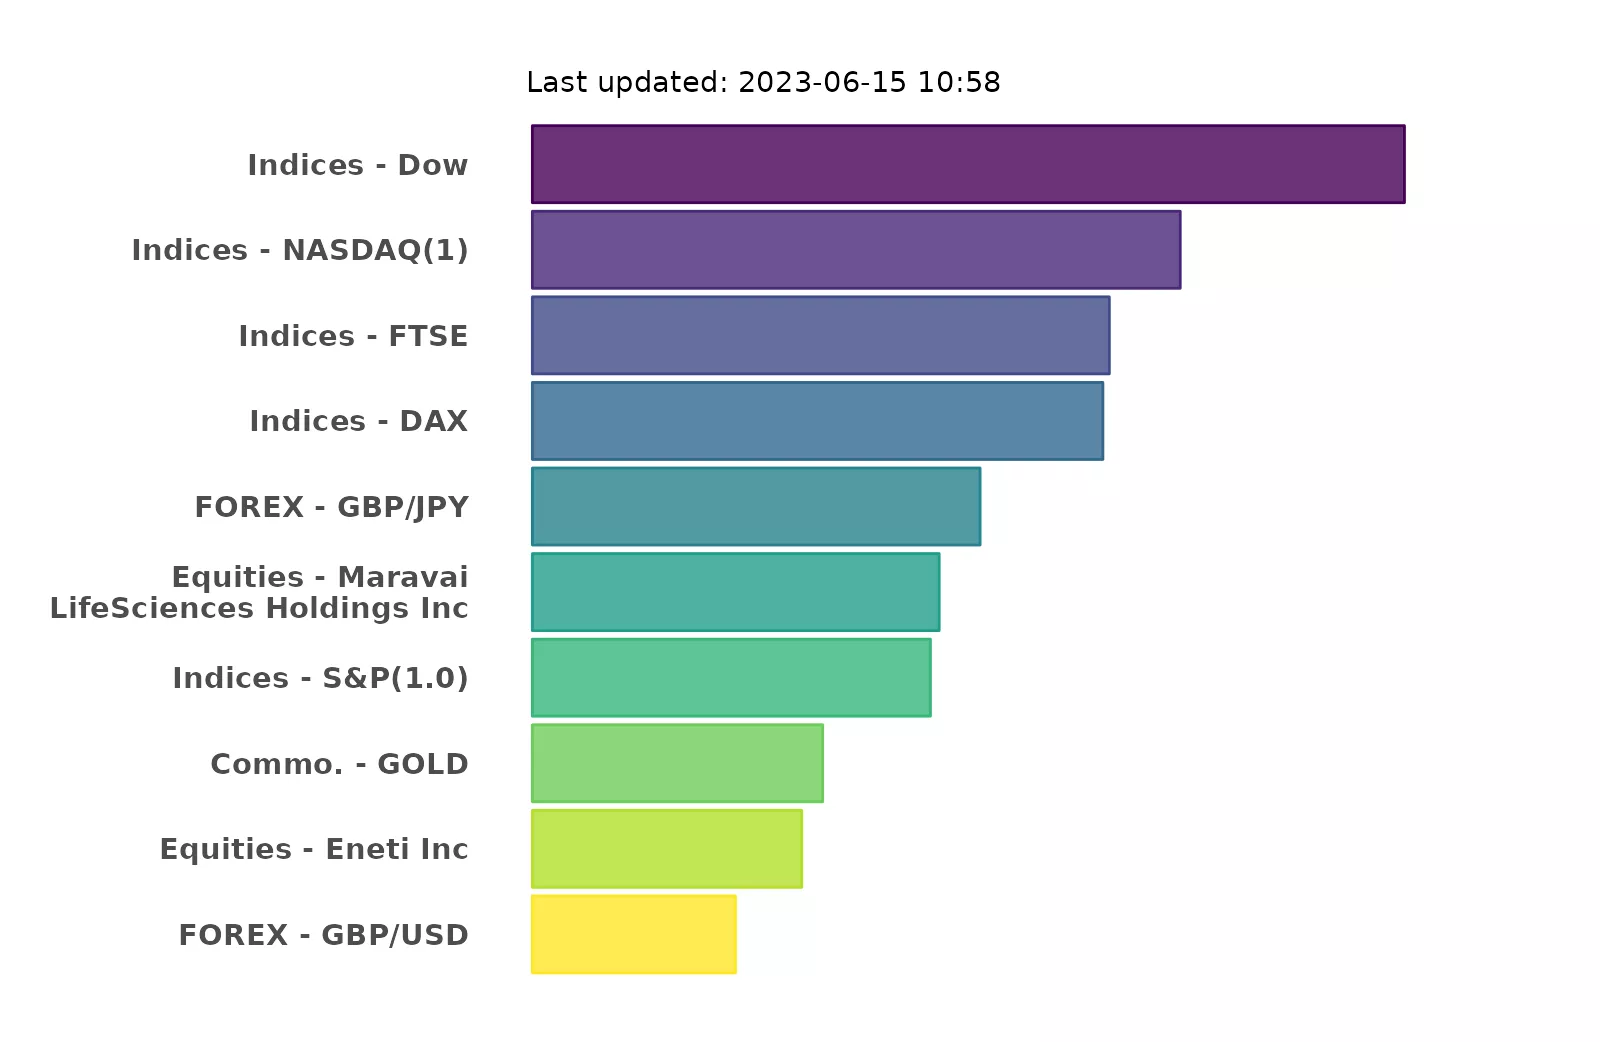 Last updated: 2023-06-15 10:58
Indices - Dow
Indices - NASDAQ(1)
Indices - FTSE
Indices - DAX
FOREX - GBP/JPY
Equities - Maravai
LifeSciences Holdings Inc
Indices - S&P(1.0)
Commo. - GOLD
Equities - Eneti Inc
FOREX - GBP/USD